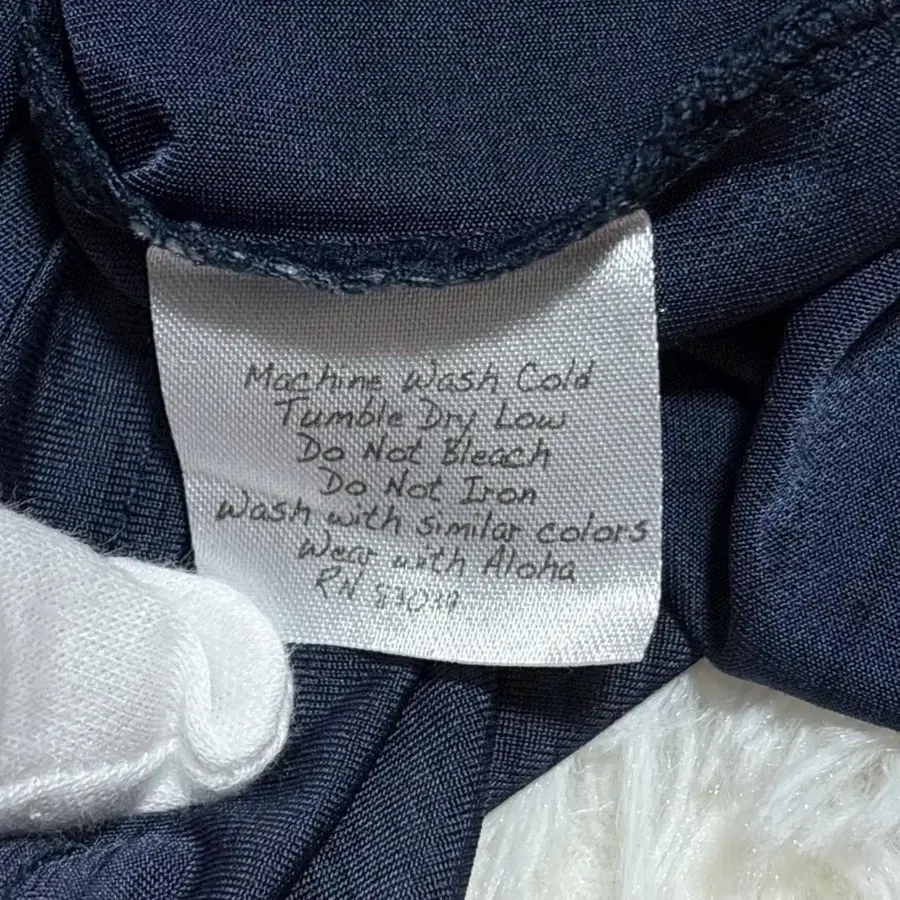 Machine Wash Cold
Tumble Dry Low
Do Not Bleach
Do Not Iron
Wash with similar colors
Wear with Aloha
RN